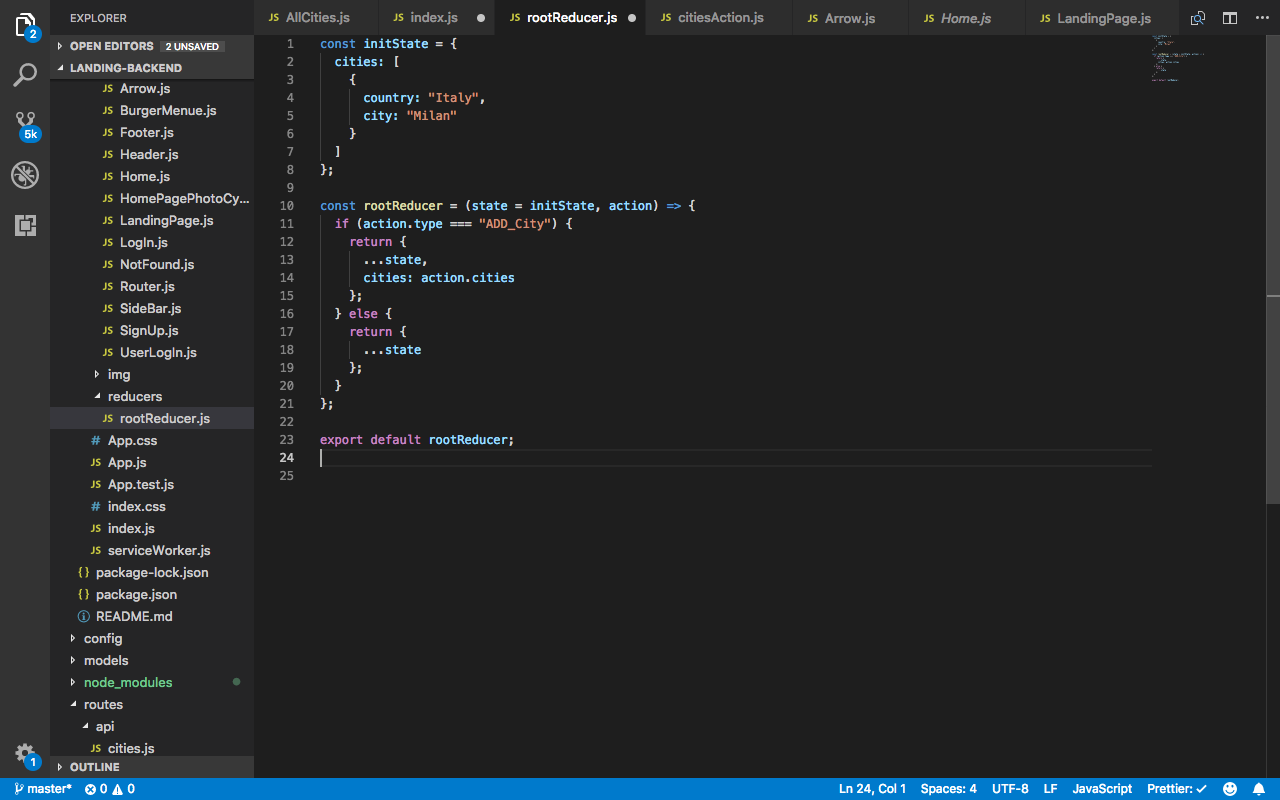 EXPLORER
AllCities.js
index.js
rootReducer.js
citiesAction.js
Arrow.js
Home.js
LandingPage.js
2
5k
1
OPEN EDITORS 2 UNSAVED
LANDING-BACKEND
JS Arrow.js
JS BurgerMenue.js
JS Footer.js
JS Header.js
JS Home.js
JS HomePagePhotoCy...
JS LandingPage.js
JS LogIn.js
JS NotFound.js
JS Router.js
JS SideBar.js
JS SignUp.js
JS UserLogIn.js
img
reducers
JS rootReducer.js
# App.css
JS App.js
JS App.test.js
# index.css
JS index.js
JS serviceWorker.js
{ } package-lock.json
{ } package.json
README.md
config
models
node_modules
routes
api
JS cities.js
OUTLINE
1 const initState = {
2 cities: [
3 {
4 country: "Italy",
5 city: "Milan"
6 }
7 ]
8 };
9
10 const rootReducer = (state = initState, action) => {
11 if (action.type === "ADD_City") {
12 return {
13 ...state,
14 cities: action.cities
15 };
16 } else {
17 return {
18 ...state
19 };
20 }
21 };
22
23 export default rootReducer;
24
25
master* 0 0 Ln 24, Col 1 Spaces: 4 UTF-8 LF JavaScript Prettier: ✓